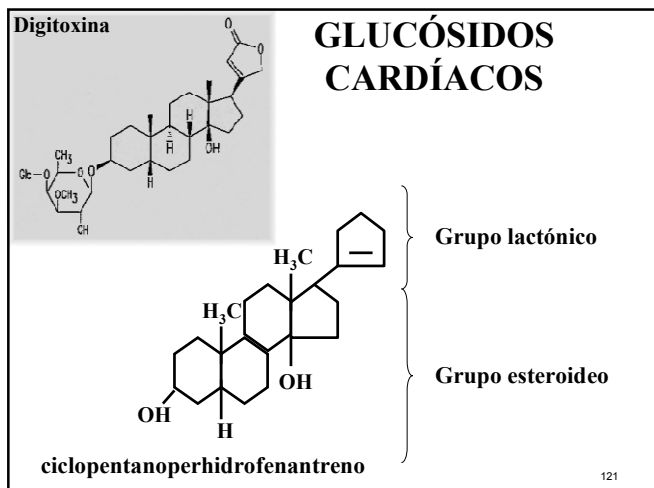 Digitoxina
GLUCÓSIDOS
CARDÍACOS
O
O
H
H
OH
H
CH₃
O
O
Glc
O
OCH₃
OH
H₃C
H₃C
OH
OH
H
Grupo lactónico
Grupo esteroideo
ciclopentanoperhidrofenantreno
121